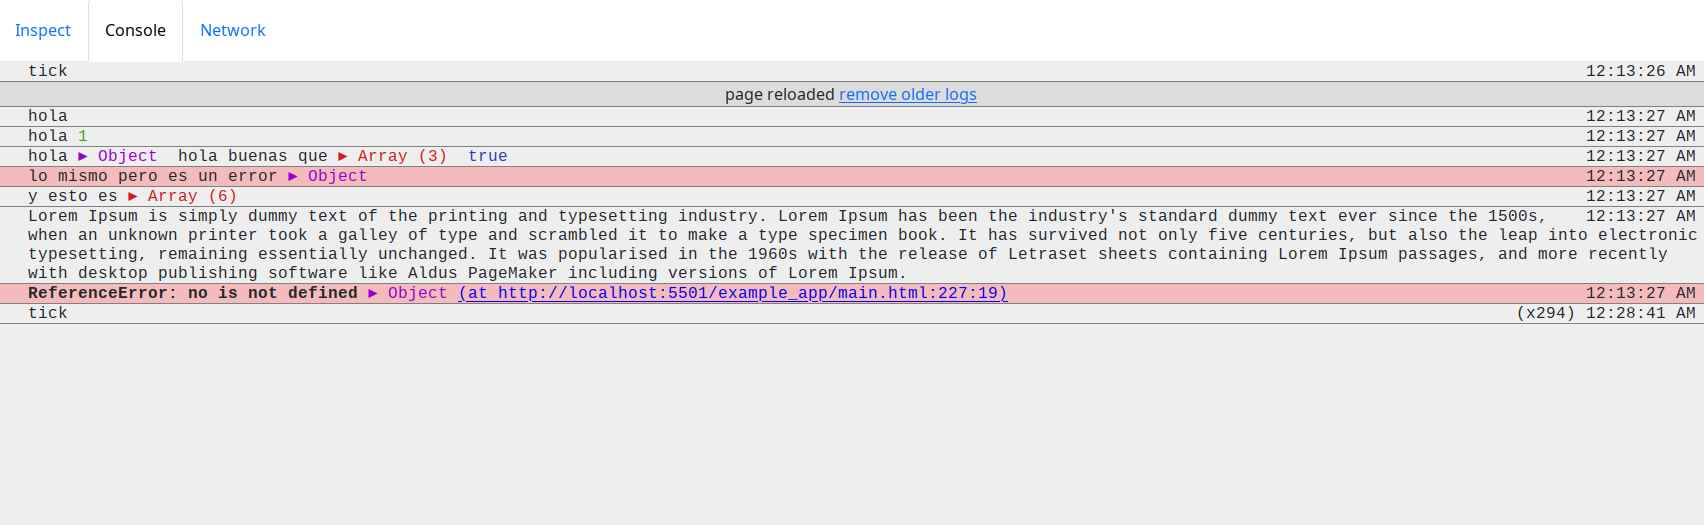 Inspect Console Network
tick 12:13:26 AM
page reloaded remove older logs
hola 12:13:27 AM
hola 1 12:13:27 AM
hola ► Object hola buenas que ► Array (3) true 12:13:27 AM
lo mismo pero es un error ► Object 12:13:27 AM
y esto es ► Array (6) 12:13:27 AM
Lorem Ipsum is simply dummy text of the printing and typesetting industry. Lorem Ipsum has been the industry's standard dummy text ever since the 1500s, 12:13:27 AM
when an unknown printer took a galley of type and scrambled it to make a type specimen book. It has survived not only five centuries, but also the leap into electronic
typesetting, remaining essentially unchanged. It was popularised in the 1960s with the release of Letraset sheets containing Lorem Ipsum passages, and more recently
with desktop publishing software like Aldus PageMaker including versions of Lorem Ipsum.
ReferenceError: no is not defined ► Object (at http://localhost:5501/example_app/main.html:227:19) 12:13:27 AM
tick (x294) 12:28:41 AM